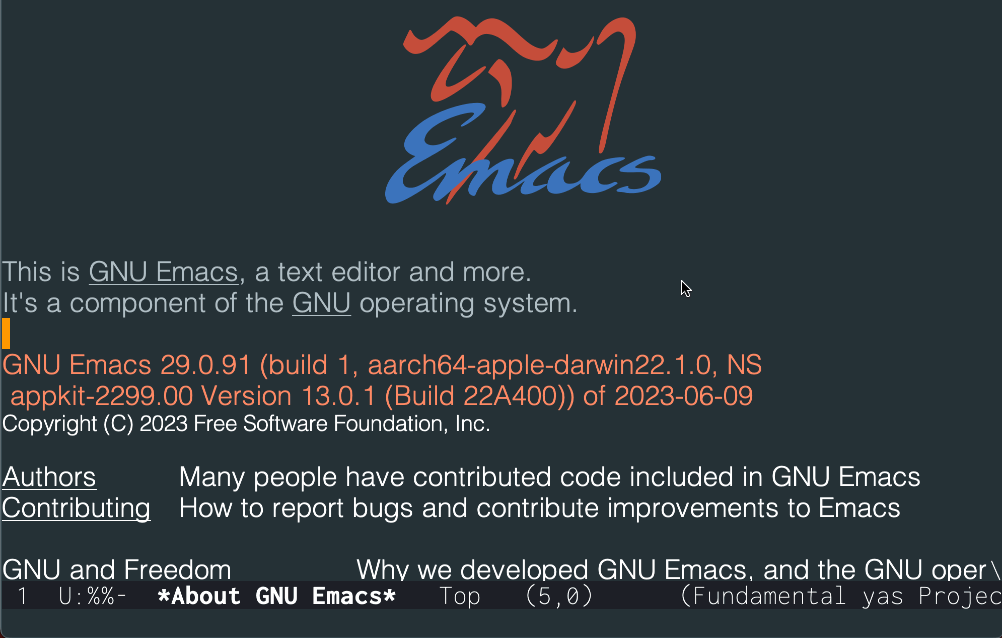 Emacs
This is GNU Emacs, a text editor and more.
It's a component of the GNU operating system.
GNU Emacs 29.0.91 (build 1, aarch64-apple-darwin22.1.0, NS
appkit-2299.00 Version 13.0.1 (Build 22A400)) of 2023-06-09
Copyright (C) 2023 Free Software Foundation, Inc.
Authors Many people have contributed code included in GNU Emacs
Contributing How to report bugs and contribute improvements to Emacs
GNU and Freedom Why we developed GNU Emacs, and the GNU oper\
1 U:%%- *About GNU Emacs* Top (5,0) (Fundamental yas Projec